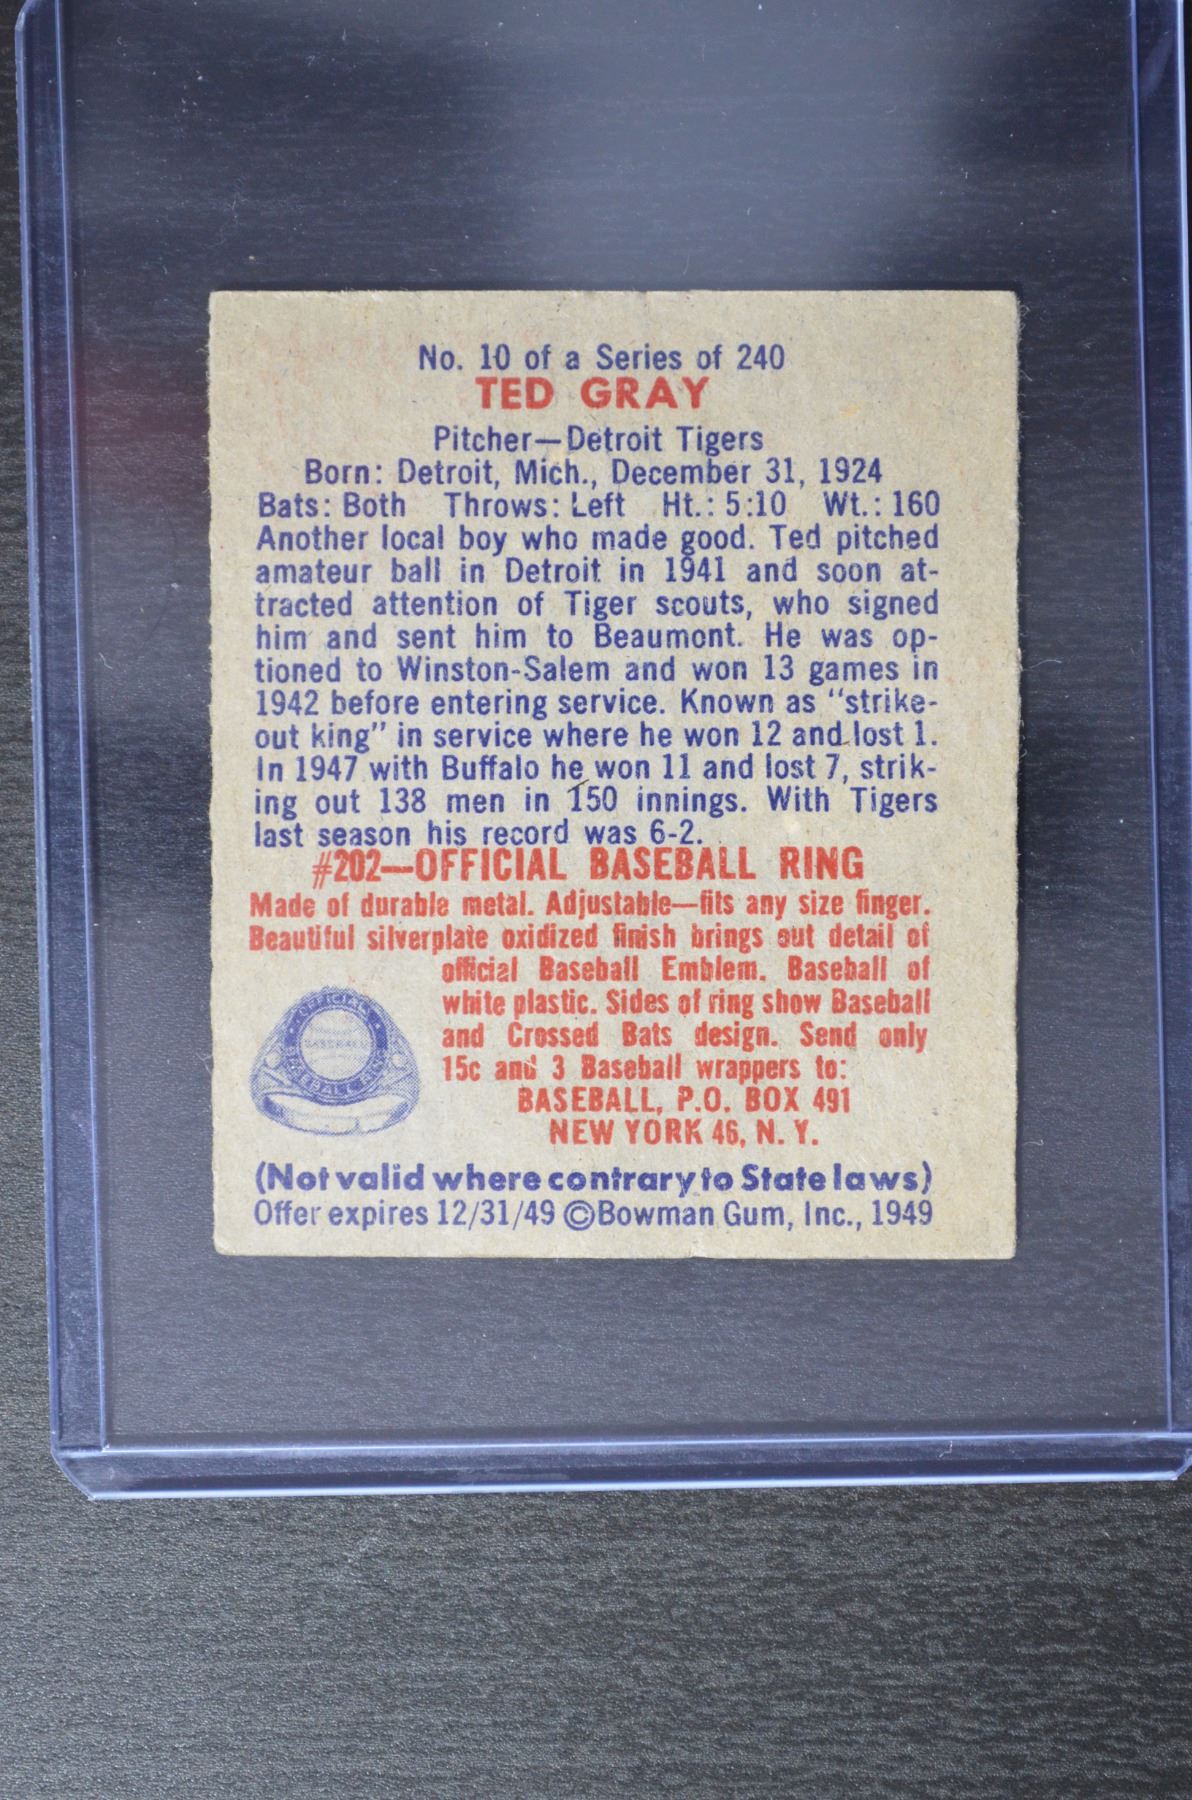 No. 10 of a Series of 240
TED GRAY
Pitcher—Detroit Tigers
Born: Detroit, Mich., December 31, 1924
Bats: Both Throws: Left Ht.: 5:10 Wt.: 160
Another local boy who made good. Ted pitched
amateur ball in Detroit in 1941 and soon at-
tracted attention of Tiger scouts, who signed
him and sent him to Beaumont. He was op-
tioned to Winston-Salem and won 13 games in
1942 before entering service. Known as "strike-
out king" in service where he won 12 and lost 1.
In 1947 with Buffalo he won 11 and lost 7, strik-
ing out 138 men in 150 innings. With Tigers
last season his record was 6-2.
#202—OFFICIAL BASEBALL RING
Made of durable metal. Adjustable—fits any size finger.
Beautiful silverplate oxidized finish brings out detail of
official Baseball Emblem. Baseball of
white plastic. Sides of ring show Baseball
and Crossed Bats design. Send only
15c and 3 Baseball wrappers to:
BASEBALL, P.O. BOX 491
NEW YORK 46, N. Y.
OFFICIAL
BASEBALL
BASEBALL RING
(Not valid where contrary to State laws)
Offer expires 12/31/49 ©Bowman Gum, Inc., 1949